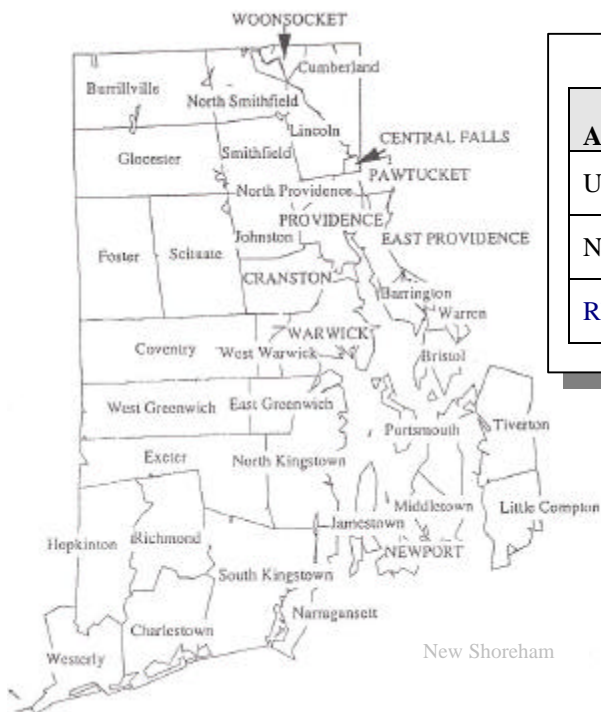 WOONSOCKET
Cumberland
Burrillville
North Smithfield
Lincoln
CENTRAL FALLS
Glocester
Smithfield
PAWTUCKET
North Providence
PROVIDENCE
Johnston
EAST PROVIDENCE
Foster
Scituate
CRANSTON
Barrington
Warren
WARWICK
Coventry
West Warwick
Bristol
West Greenwich
East Greenwich
Portsmouth
Tiverton
Exeter
North Kingstown
Middletown
Little Compton
Jamestown
Hopkinton
Richmond
NEWPORT
South Kingstown
Narragansett
Charlestown
New Shoreham
Westerly
A
U
N
R